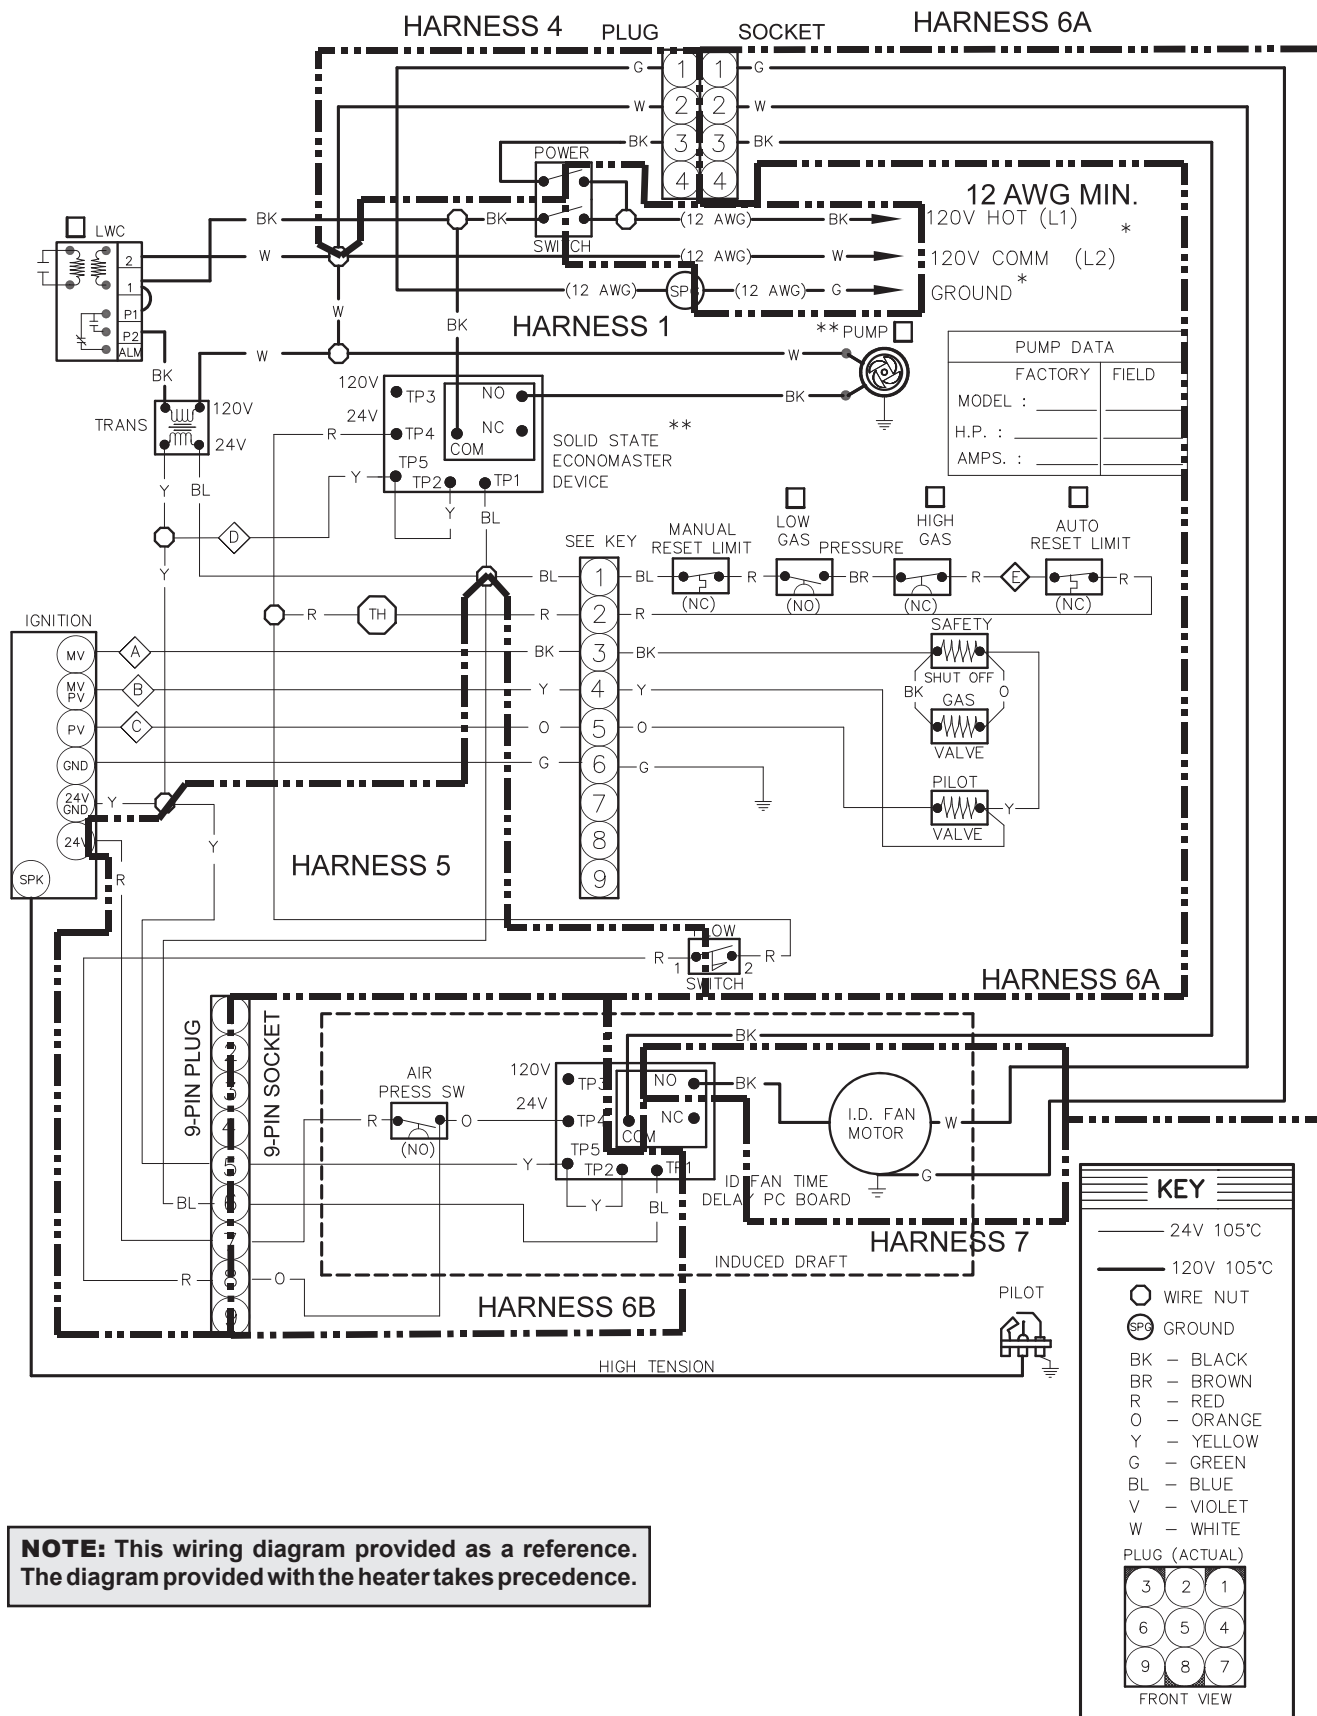 HARNESS 4
PLUG
SOCKET
HARNESS 6A
G 1 1 G
W 2 2 W
BK 3 3 BK
4 4
POWER
SWITCH
12 AWG MIN.
BK BK (12 AWG) BK 120V HOT (L1) *
W (12 AWG) W 120V COMM (L2)
(12 AWG) SPG (12 AWG) G GROUND *
LWC
2
1
P1
P2
ALM
W
BK
HARNESS 1
** PUMP
W W
BK
BK
PUMP DATA
FACTORY FIELD
MODEL :
H.P. :
AMPS. :
TRANS
120V
24V
120V
24V
TP3
TP4
TP5
TP2
TP1
NO
NC
COM
R
Y
Y
BL
SOLID STATE **
ECONOMASTER
DEVICE
Y BL
D
Y
SEE KEY
MANUAL
RESET LIMIT
(NC)
LOW
GAS
PRESSURE
HIGH
GAS
(NO)
(NC)
AUTO
RESET LIMIT
(NC)
BL 1 BL R BR R E R
R TH R 2 R
IGNITION
MV A BK 3 BK
MV
PV B Y 4 Y
PV C O 5 O
GND G 6 G
24V
GND Y
24V
SPK
7
8
9
SAFETY
SHUT OFF
BK O
GAS
VALVE
PILOT
VALVE
Y
Y
R
HARNESS 5
FLOW
SWITCH
R 1 2 R
HARNESS 6A
9-PIN PLUG
9-PIN SOCKET
2
3
4
5
6
7
8
9
BL
R
O
AIR
PRESS SW
(NO)
R O
120V
24V
TP3
TP4
TP5
TP2
TP1
NO
NC
COM
BK
BK
Y
Y
BL
I.D. FAN
MOTOR
W
G
ID FAN TIME
DELAY PC BOARD
INDUCED DRAFT
HARNESS 7
HARNESS 6B
PILOT
HIGH TENSION
KEY
24V 105°C
120V 105°C
WIRE NUT
SPG GROUND
BK – BLACK
BR – BROWN
R – RED
O – ORANGE
Y – YELLOW
G – GREEN
BL – BLUE
V – VIOLET
W – WHITE
PLUG (ACTUAL)
3 2 1
6 5 4
9 8 7
FRONT VIEW
NOTE: This wiring diagram provided as a reference.
The diagram provided with the heater takes precedence.